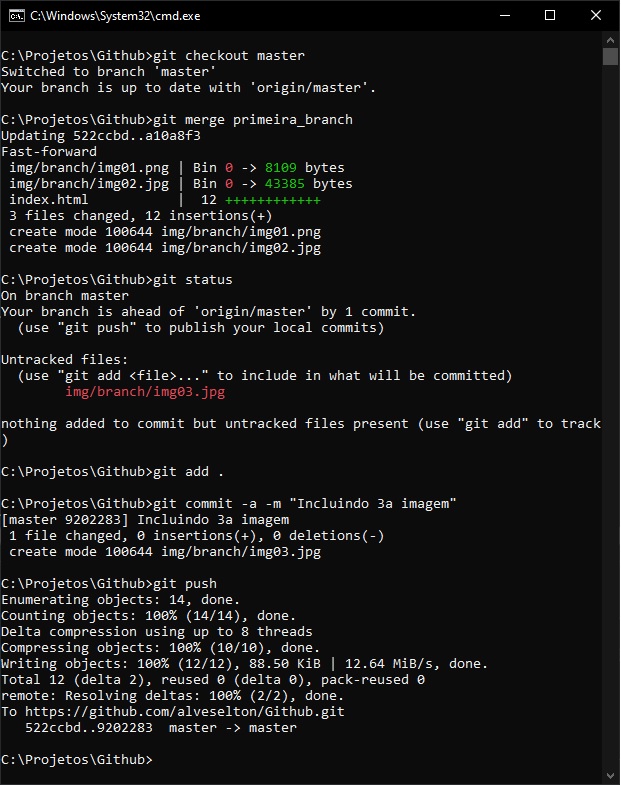 C:\Windows\System32\cmd.exe
C:\Projetos\Github>git checkout master
Switched to branch 'master'
Your branch is up to date with 'origin/master'.
C:\Projetos\Github>git merge primeira_branch
Updating 522ccbd..a10a8f3
Fast-forward
 img/branch/img01.png | Bin 0 -> 8109 bytes
 img/branch/img02.jpg | Bin 0 -> 43385 bytes
 index.html           |  12 ++++++++++++
 3 files changed, 12 insertions(+)
 create mode 100644 img/branch/img01.png
 create mode 100644 img/branch/img02.jpg
C:\Projetos\Github>git status
On branch master
Your branch is ahead of 'origin/master' by 1 commit.
  (use "git push" to publish your local commits)
Untracked files:
  (use "git add <file>..." to include in what will be committed)
        img/branch/img03.jpg
nothing added to commit but untracked files present (use "git add" to track
)
C:\Projetos\Github>git add .
C:\Projetos\Github>git commit -a -m "Incluindo 3a imagem"
[master 9202283] Incluindo 3a imagem
 1 file changed, 0 insertions(+), 0 deletions(-)
 create mode 100644 img/branch/img03.jpg
C:\Projetos\Github>git push
Enumerating objects: 14, done.
Counting objects: 100% (14/14), done.
Delta compression using up to 8 threads
Compressing objects: 100% (10/10), done.
Writing objects: 100% (12/12), 88.50 KiB | 12.64 MiB/s, done.
Total 12 (delta 2), reused 0 (delta 0), pack-reused 0
remote: Resolving deltas: 100% (2/2), done.
To https://github.com/alveselton/Github.git
   522ccbd..9202283  master -> master
C:\Projetos\Github>